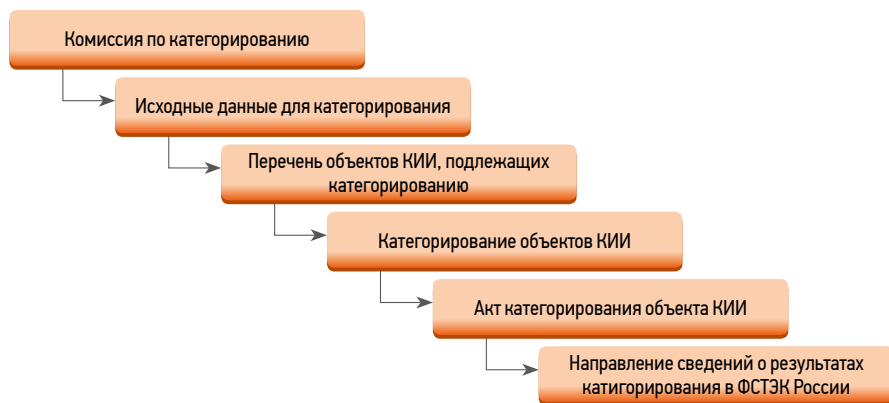 Комиссия по категорированию
Исходные данные для категорирования
Перечень объектов КИИ, подлежащих
категорированию
Категорирование объектов КИИ
Акт категорирования объекта КИИ
Направление сведений о результатах
катигорирования в ФСТЭК России